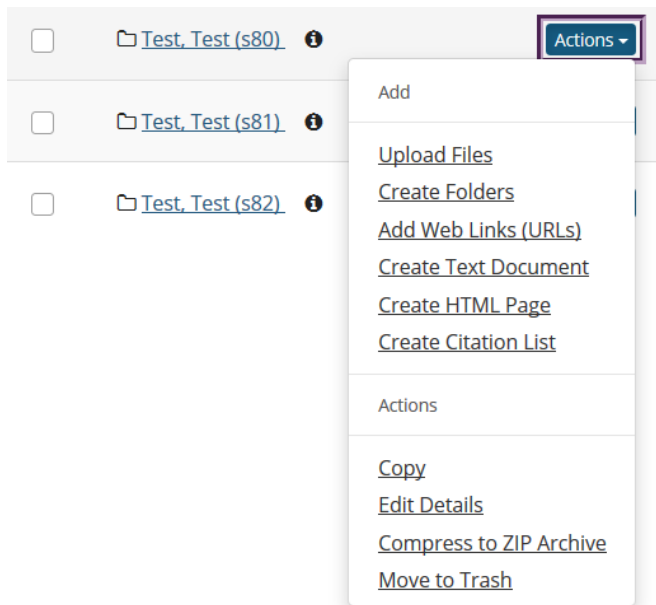 Test, Test (s80) Actions
Add
Test, Test (s81)
Upload Files
Create Folders
Test, Test (s82)
Add Web Links (URLs)
Create Text Document
Create HTML Page
Create Citation List
Actions
Copy
Edit Details
Compress to ZIP Archive
Move to Trash